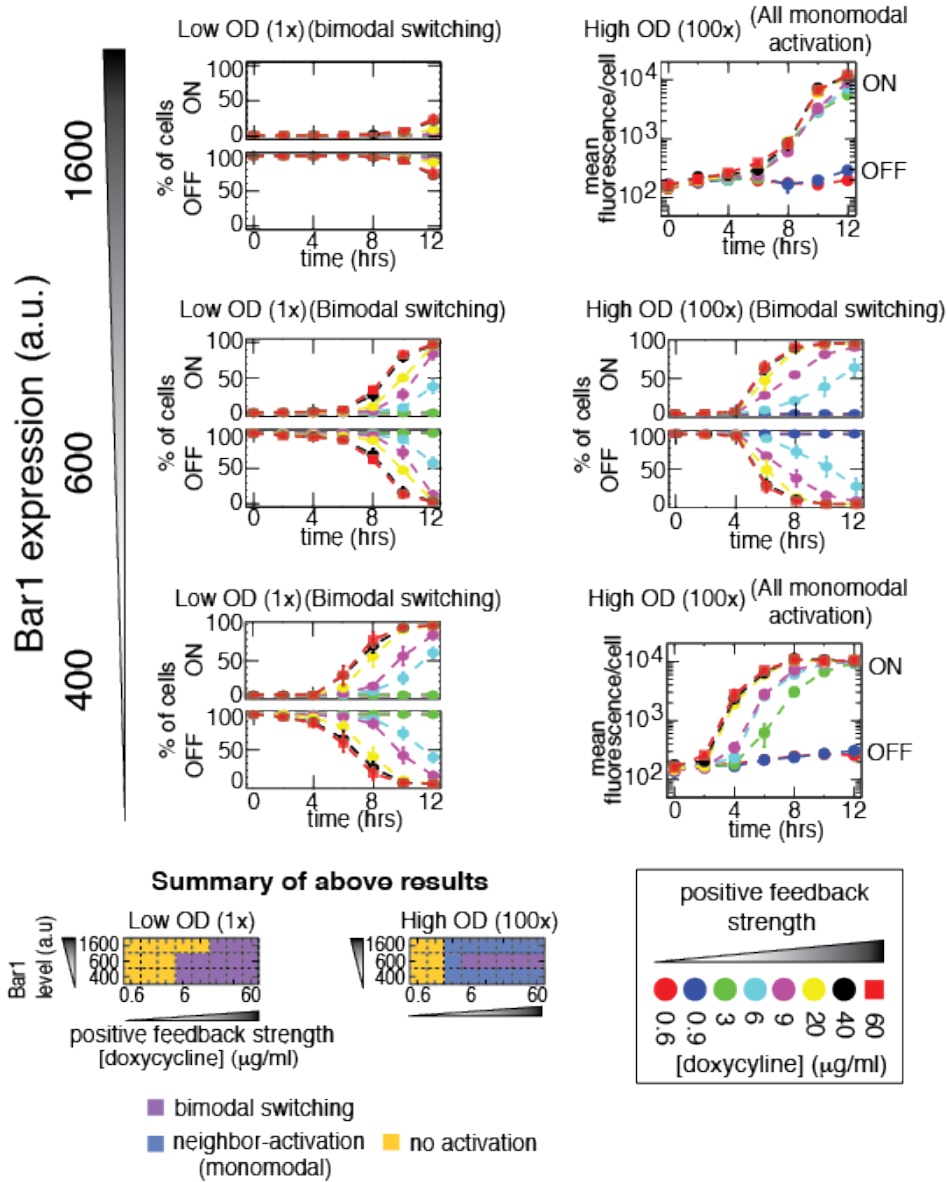 Low OD (1x) (bimodal switching)
High OD (100x) (All monomodal activation)
100
50
0
100
50
0
% of cells
ON
OFF
0 4 8 12
time (hrs)
10^4
10^3
10^2
mean
fluorescence/cell
ON
OFF
0 4 8 12
time (hrs)
Bar1 expression (a.u.)
1600
600
400
Low OD (1x) (Bimodal switching)
High OD (100x) (Bimodal switching)
100
50
0
100
50
0
% of cells
ON
OFF
0 4 8 12
time (hrs)
100
50
0
100
50
0
% of cells
ON
OFF
0 4 8 12
time (hrs)
Low OD (1x) (Bimodal switching)
High OD (100x) (All monomodal activation)
100
50
0
100
50
0
% of cells
ON
OFF
0 4 8 12
time (hrs)
10^4
10^3
10^2
mean
fluorescence/cell
ON
OFF
0 4 8 12
time (hrs)
Summary of above results
Low OD (1x)
High OD (100x)
Bar1
level (a.u)
1600
600
400
0.6 6 60
1600
600
400
0.6 6 60
positive feedback strength
[doxycycline] (μg/ml)
bimodal switching
neighbor-activation
(monomodal)
no activation
positive feedback
strength
0.6 0.9 3 6 9 20 40 60
[doxycyline] (μg/ml)